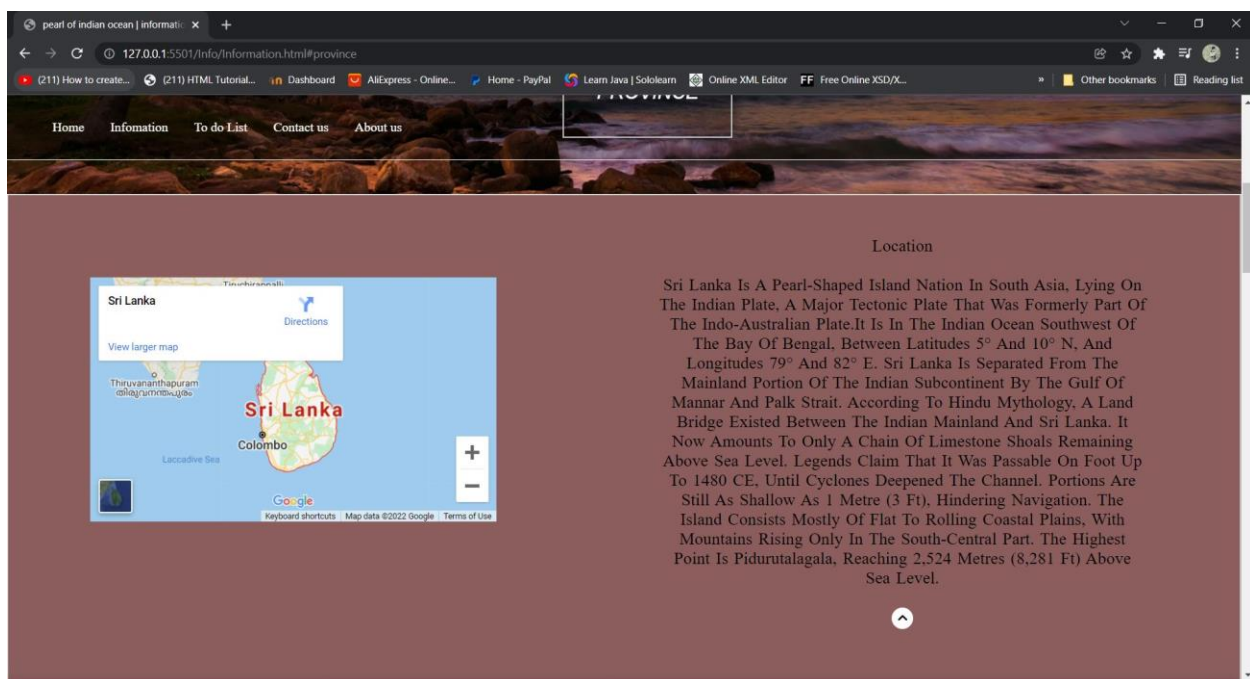 pearl of indian ocean | informatic
127.0.0.1:5501/Info/Information.html#province
(211) How to create... (211) HTML Tutorial... Dashboard AliExpress - Online... Home - PayPal Learn Java | Sololearn Online XML Editor FF Free Online XSD/X... » Other bookmarks Reading list
PROVINCE
Home Infomation To do List Contact us About us
Location
Sri Lanka Is A Pearl-Shaped Island Nation In South Asia, Lying On
The Indian Plate, A Major Tectonic Plate That Was Formerly Part Of
The Indo-Australian Plate.It Is In The Indian Ocean Southwest Of
The Bay Of Bengal, Between Latitudes 5° And 10° N, And
Longitudes 79° And 82° E. Sri Lanka Is Separated From The
Mainland Portion Of The Indian Subcontinent By The Gulf Of
Mannar And Palk Strait. According To Hindu Mythology, A Land
Bridge Existed Between The Indian Mainland And Sri Lanka. It
Now Amounts To Only A Chain Of Limestone Shoals Remaining
Above Sea Level. Legends Claim That It Was Passable On Foot Up
To 1480 CE, Until Cyclones Deepened The Channel. Portions Are
Still As Shallow As 1 Metre (3 Ft), Hindering Navigation. The
Island Consists Mostly Of Flat To Rolling Coastal Plains, With
Mountains Rising Only In The South-Central Part. The Highest
Point Is Pidurutalagala, Reaching 2,524 Metres (8,281 Ft) Above
Sea Level.
Tiruchirappalli
Sri Lanka
Directions
View larger map
Thiruvananthapuram
തിരുവനന്തപുരം
Sri Lanka
Colombo
Laccadive Sea
Google
Keyboard shortcuts Map data ©2022 Google Terms of Use